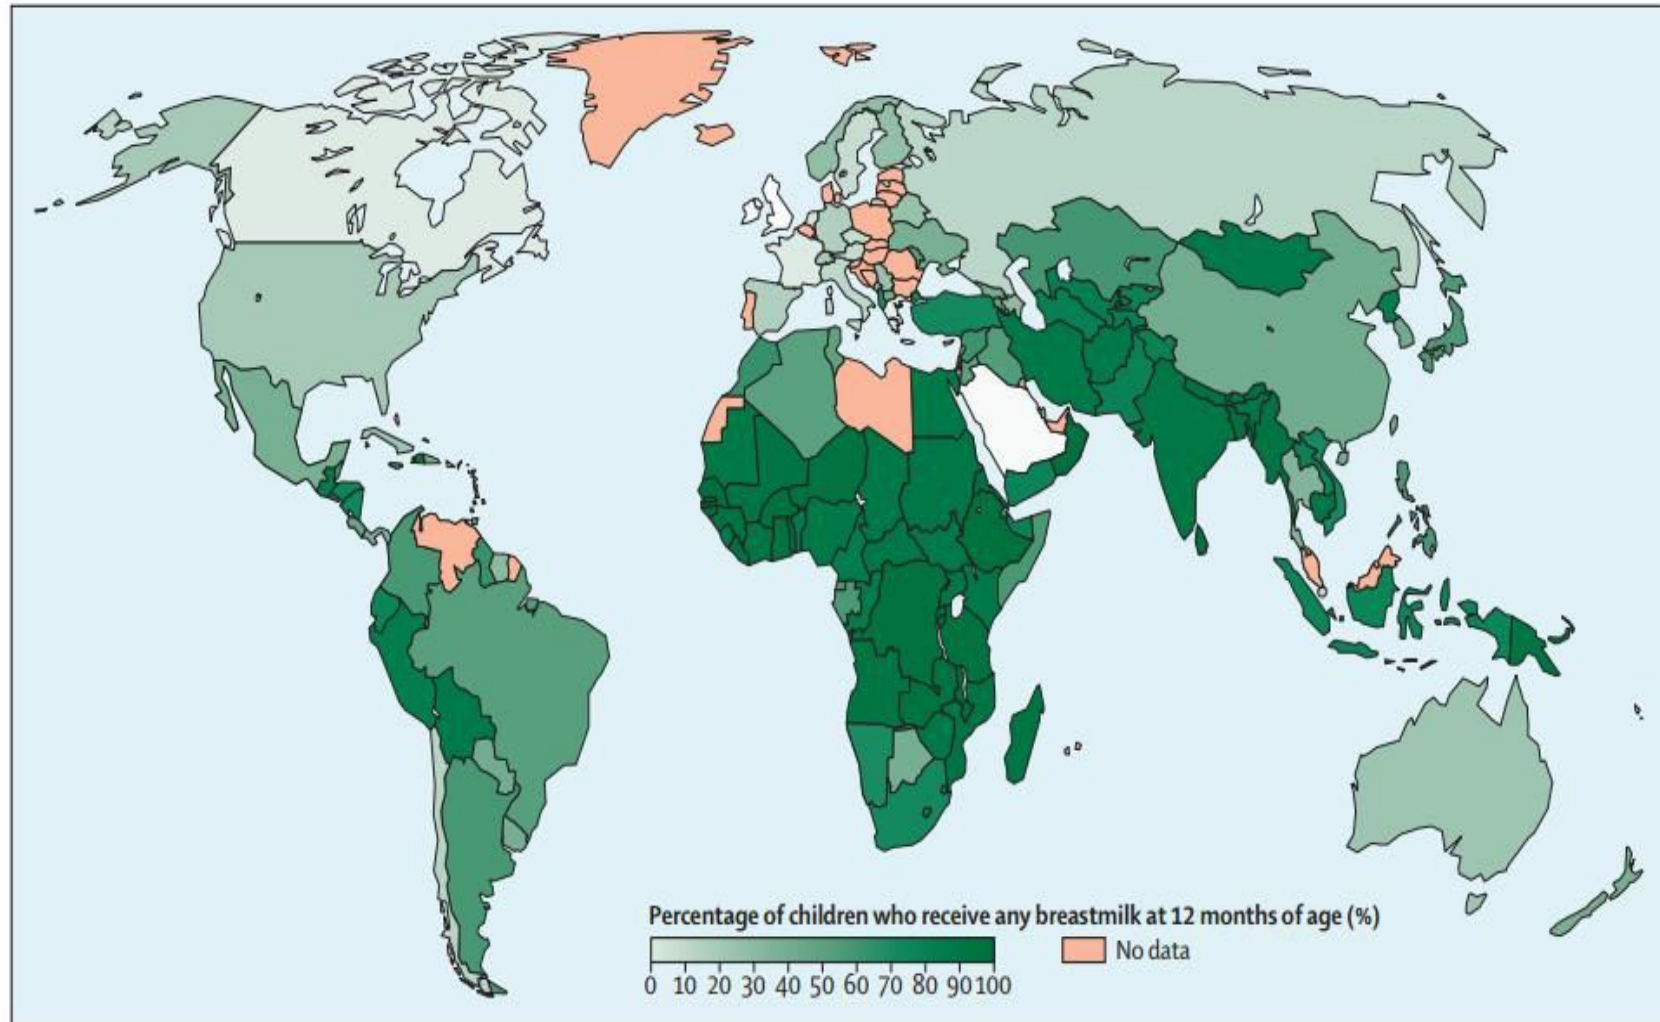 Percentage of children who receive any breastmilk at 12 months of age (%)
No data
0 10 20 30 40 50 60 70 80 90 100